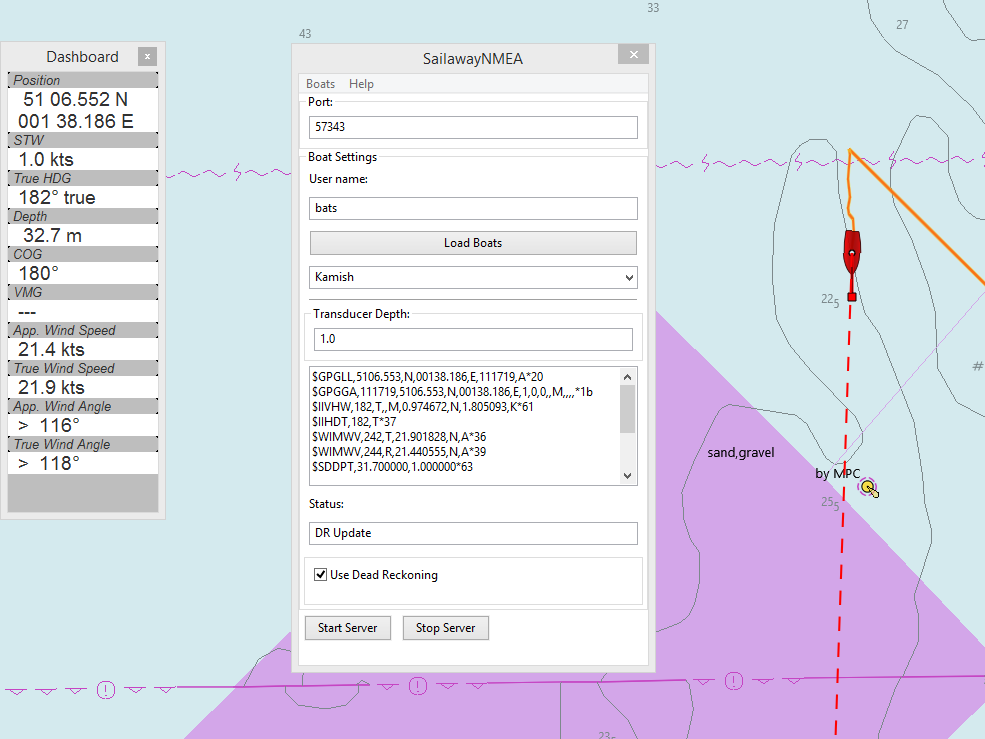 33
27
43
Dashboard
x
Position
51 06.552 N
001 38.186 E
STW
1.0 kts
True HDG
182° true
Depth
32.7 m
COG
180°
VMG
---
App. Wind Speed
21.4 kts
True Wind Speed
21.9 kts
App. Wind Angle
> 116°
True Wind Angle
> 118°
SailawayNMEA
Boats Help
Port:
57343
Boat Settings
User name:
bats
Load Boats
Kamish
Transducer Depth:
1.0
$GPGLL,5106.553,N,00138.186,E,111719,A*20
$GPGGA,111719,5106.553,N,00138.186,E,1,0,0,,M,,,,*1b
$IIVHW,182,T,,M,0.974672,N,1.805093,K*61
$IIHDT,182,T*37
$WIMWV,242,T,21.901828,N,A*36
$WIMWV,244,R,21.440555,N,A*39
$SDDPT,31.700000,1.000000*63
Status:
DR Update
Use Dead Reckoning
Start Server Stop Server
22₅
#
sand,gravel
by MPC
25₅
23